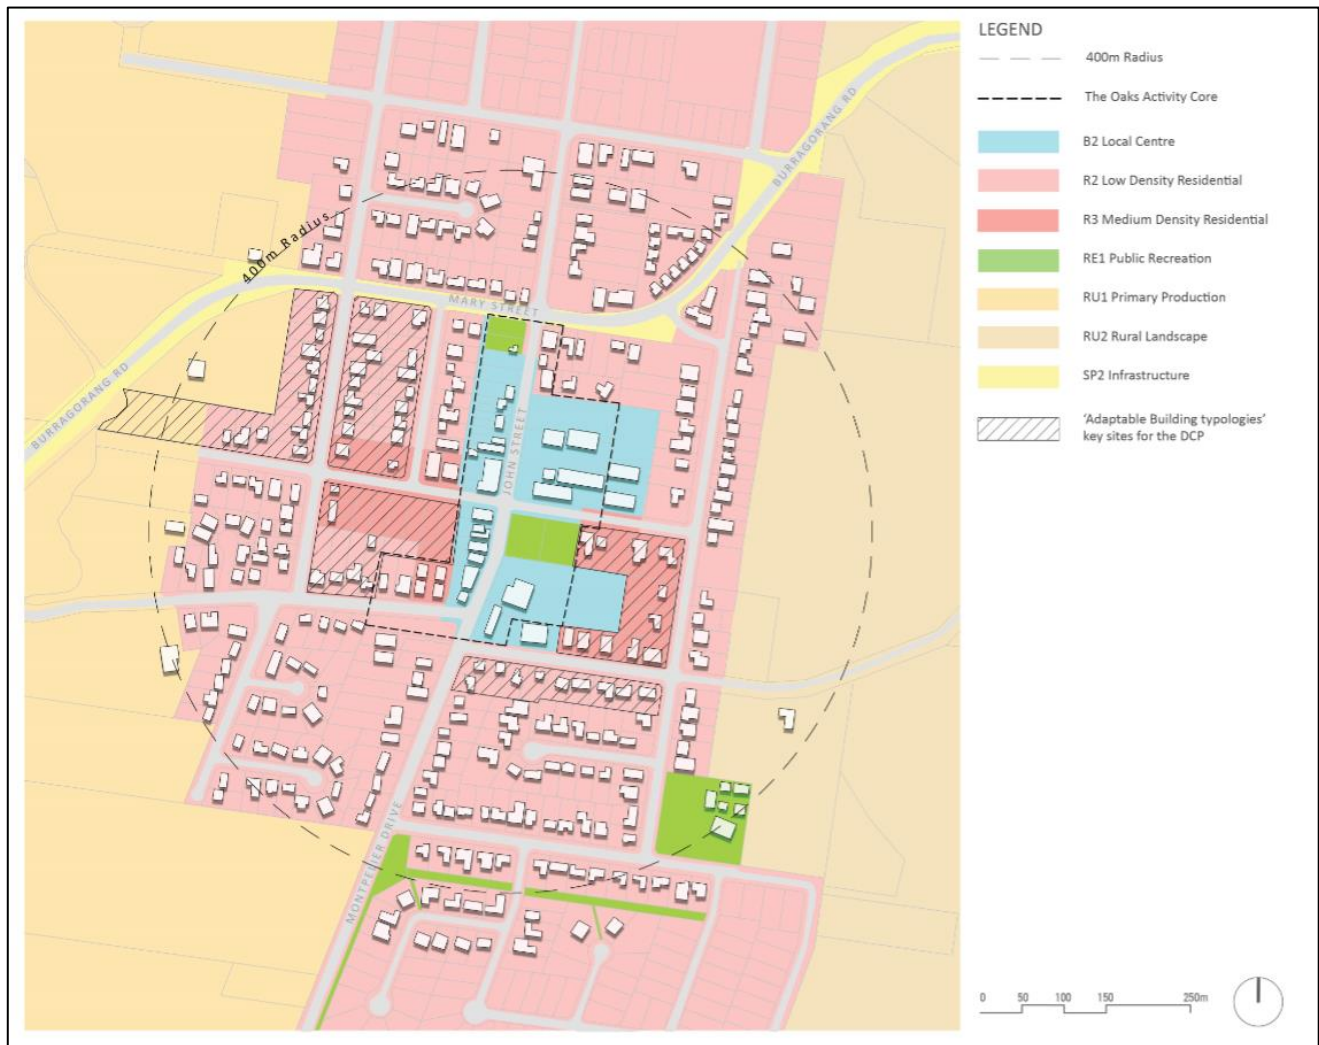 LEGEND
400m Radius
The Oaks Activity Core
B2 Local Centre
R2 Low Density Residential
R3 Medium Density Residential
RE1 Public Recreation
RU1 Primary Production
RU2 Rural Landscape
SP2 Infrastructure
'Adaptable Building typologies'
key sites for the DCP
BURRAGORANG RD
400m Radius
MARY STREET
BURRAGORANG RD
JOHN STREET
MONTPELIER DRIVE
0 50 100 150 250m